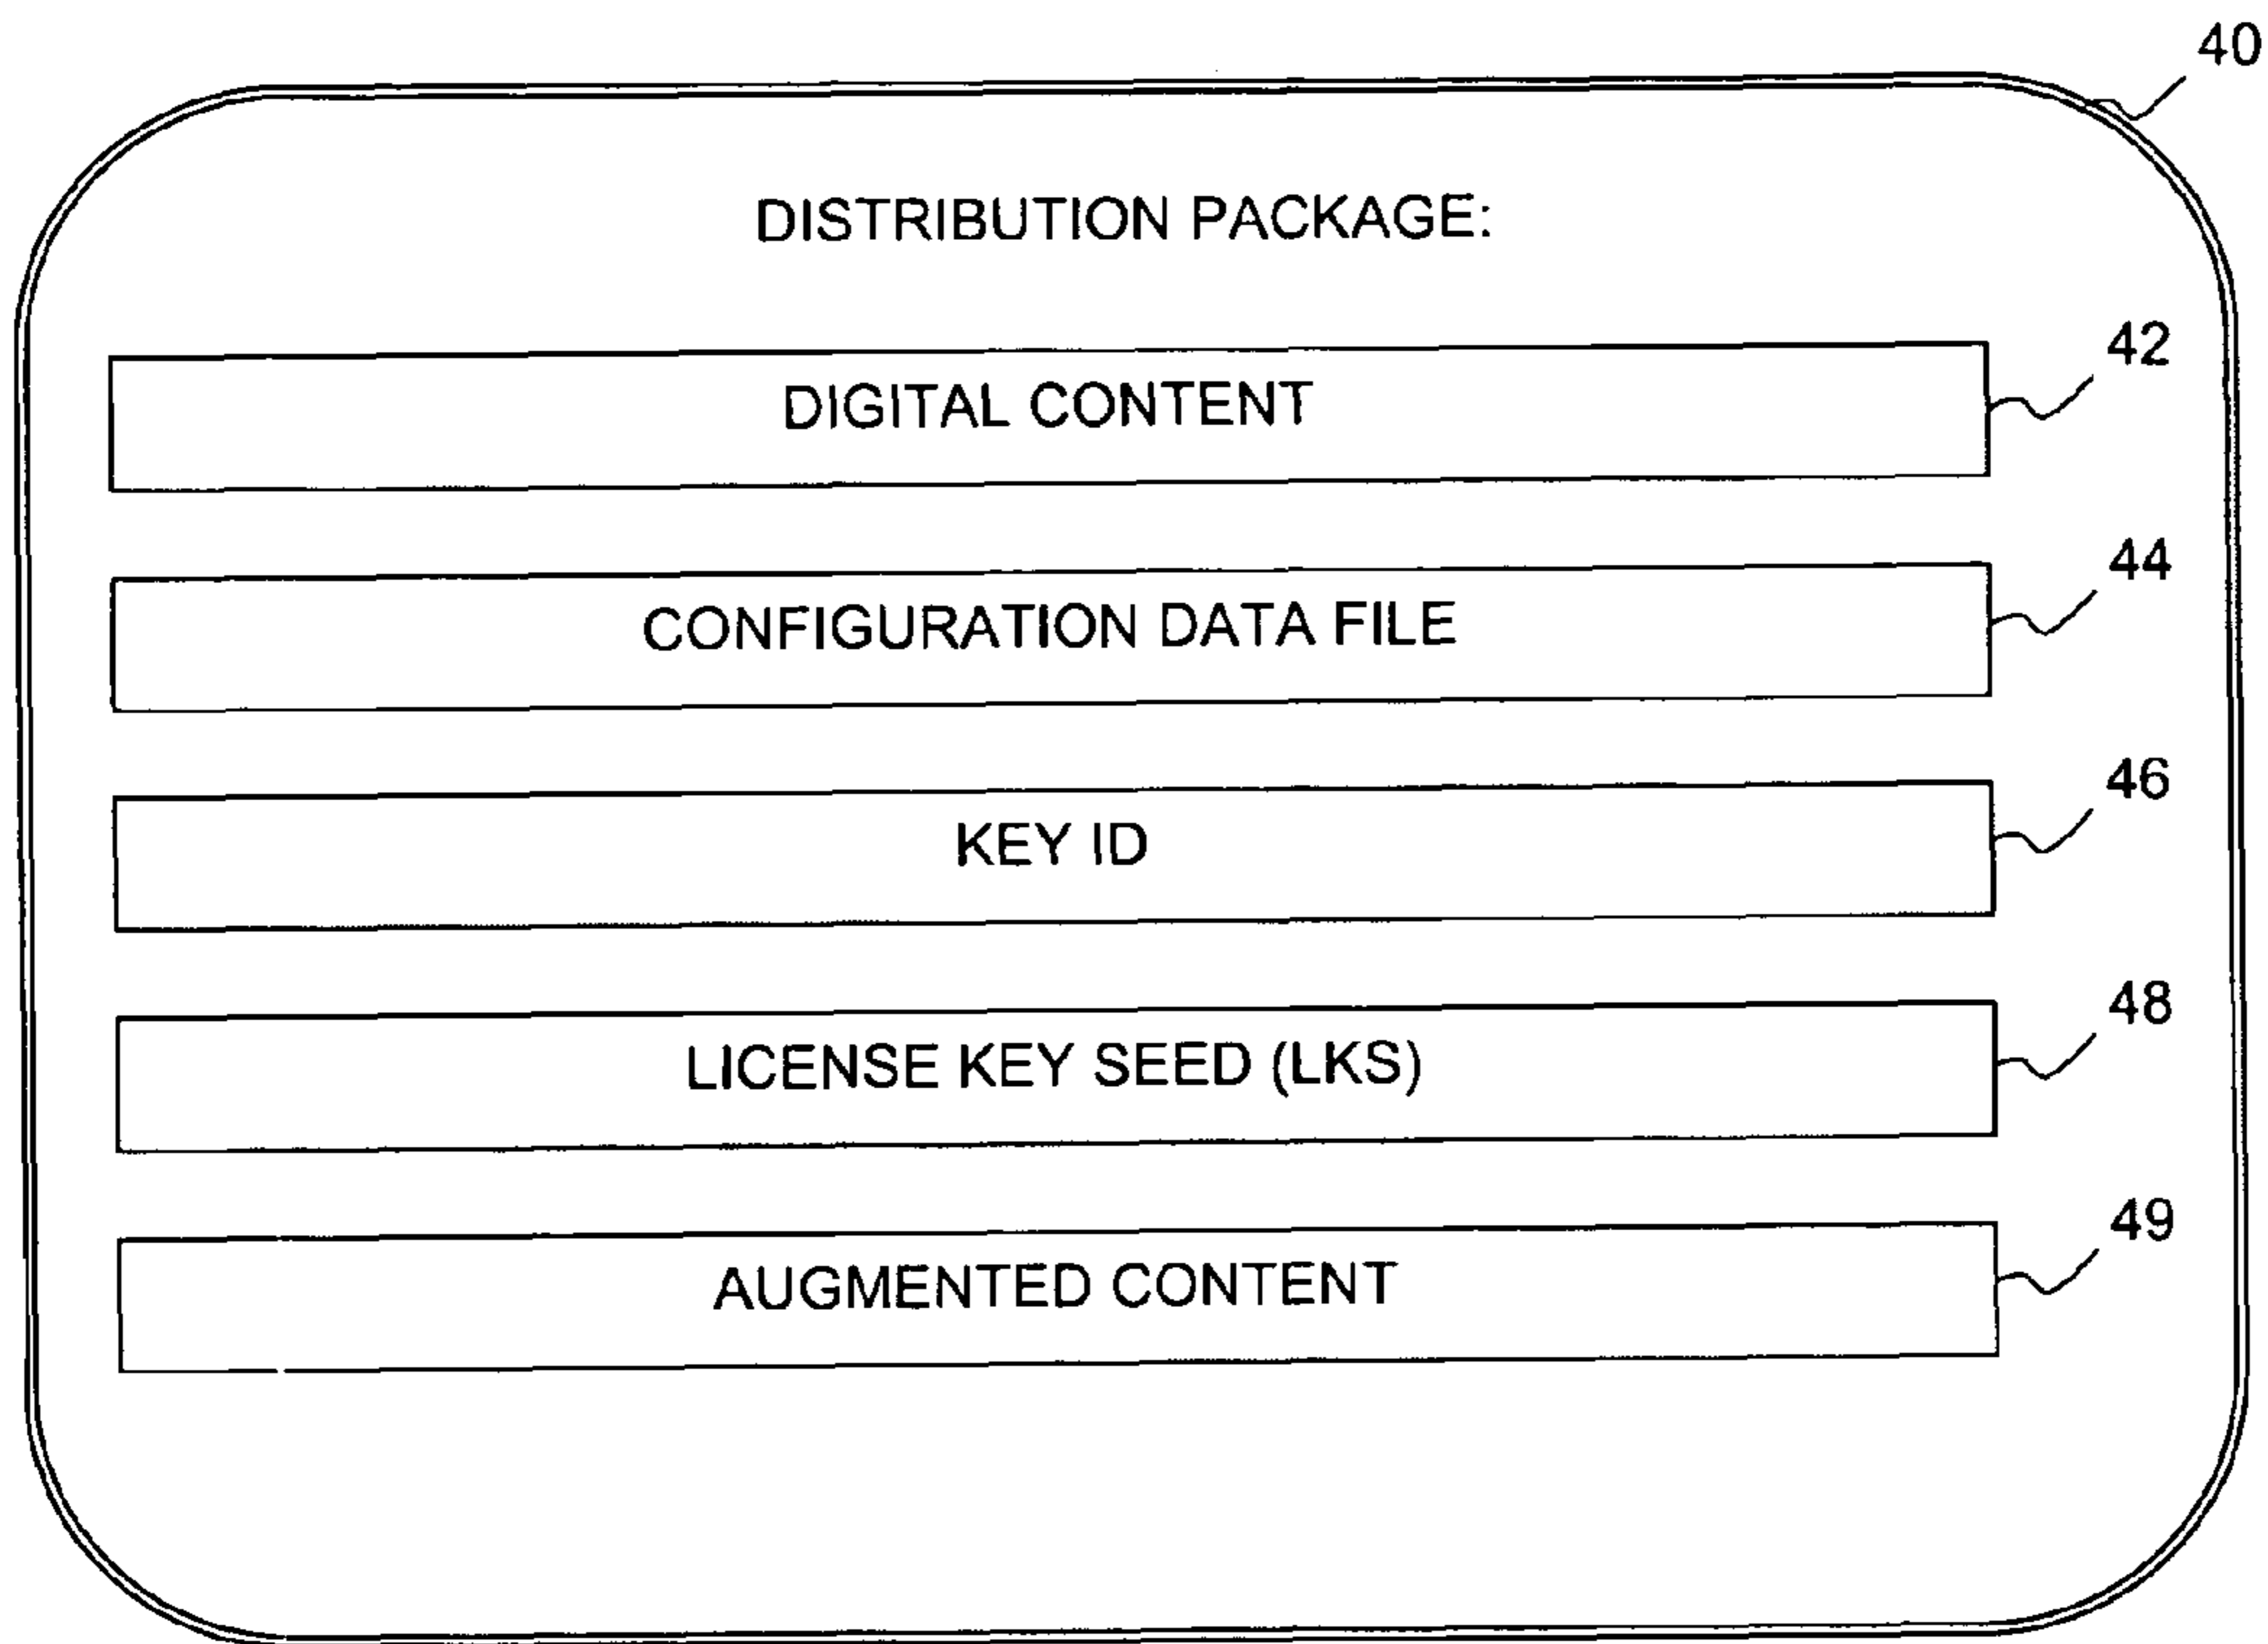 40
DISTRIBUTION PACKAGE:
42
DIGITAL CONTENT
44
CONFIGURATION DATA FILE
46
KEY ID
48
LICENSE KEY SEED (LKS)
49
AUGMENTED CONTENT